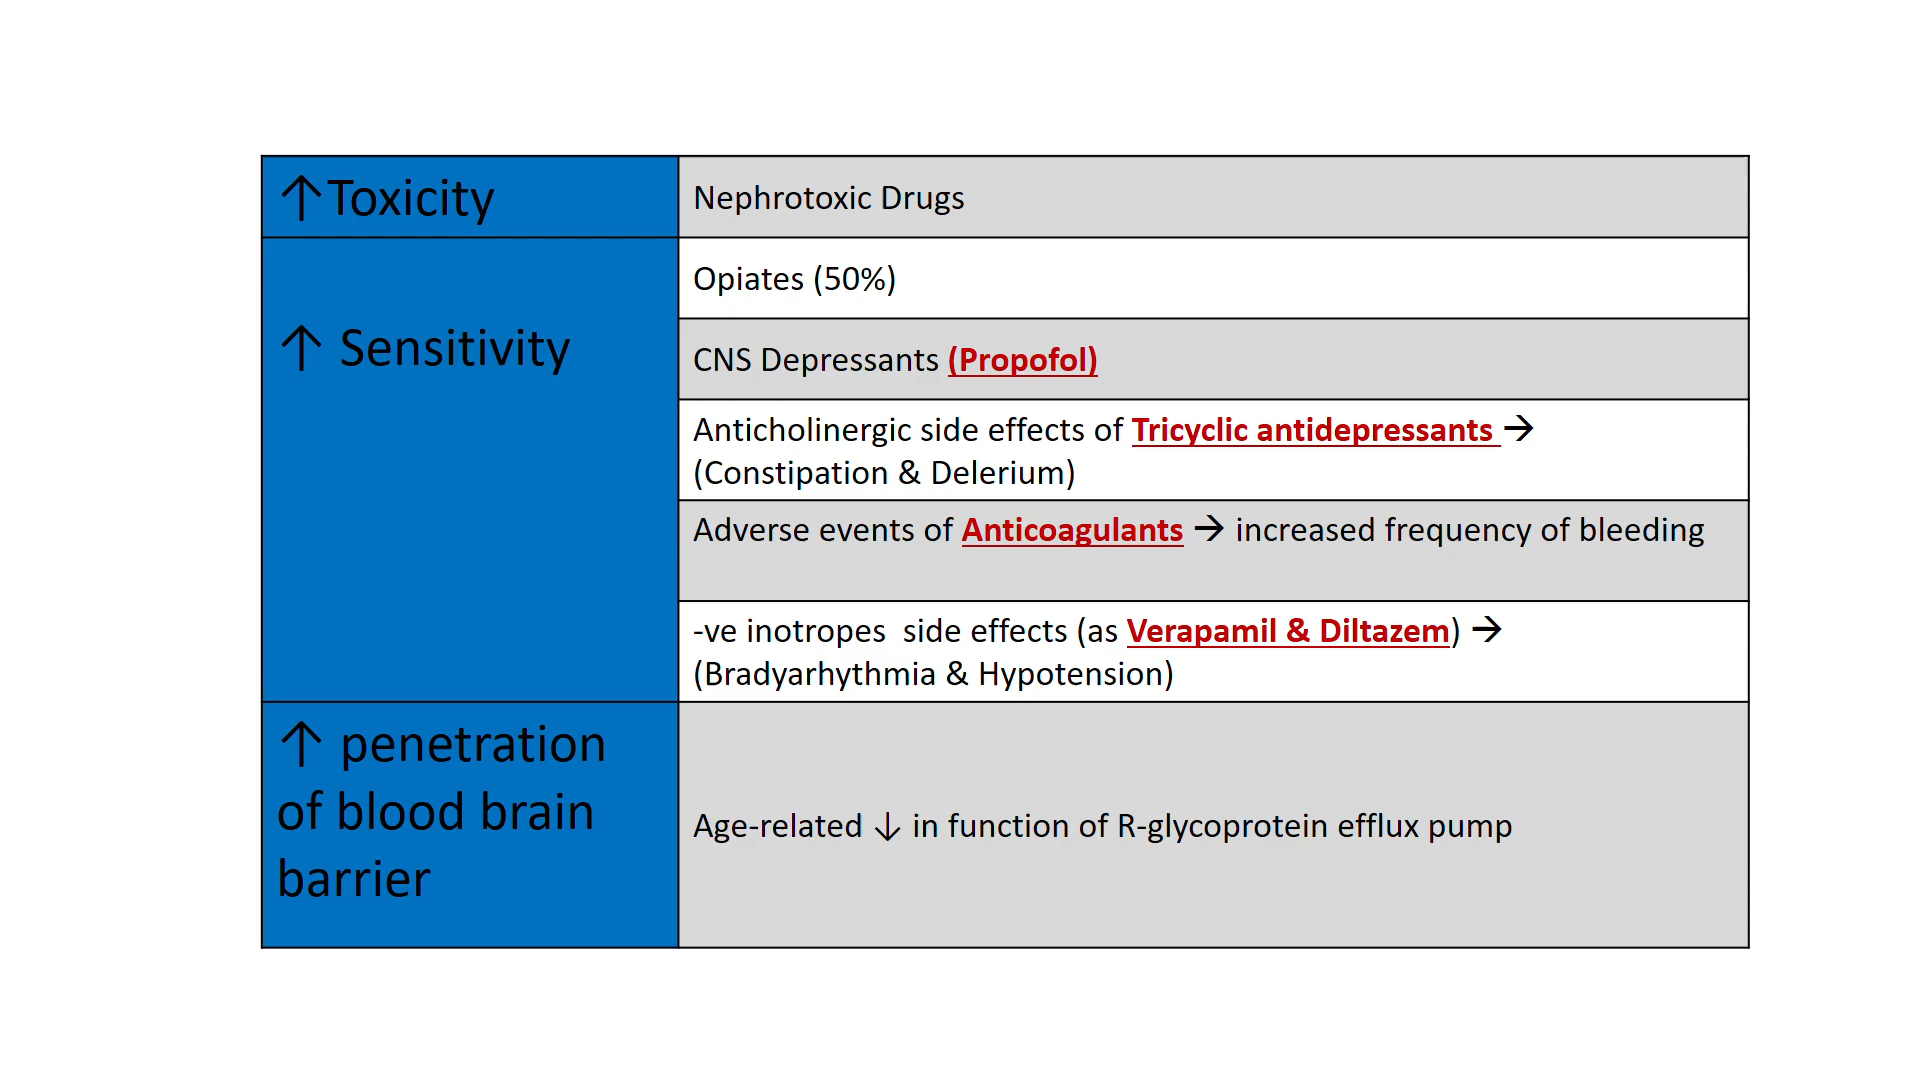 ↑Toxicity
Nephrotoxic Drugs
↑ Sensitivity
Opiates (50%)
CNS Depressants (Propofol)
Anticholinergic side effects of Tricyclic antidepressants →
(Constipation & Delerium)
Adverse events of Anticoagulants → increased frequency of bleeding
-ve inotropes  side effects (as Verapamil & Diltazem) →
(Bradyarhythmia & Hypotension)
↑ penetration
of blood brain
barrier
Age-related ↓ in function of R-glycoprotein efflux pump